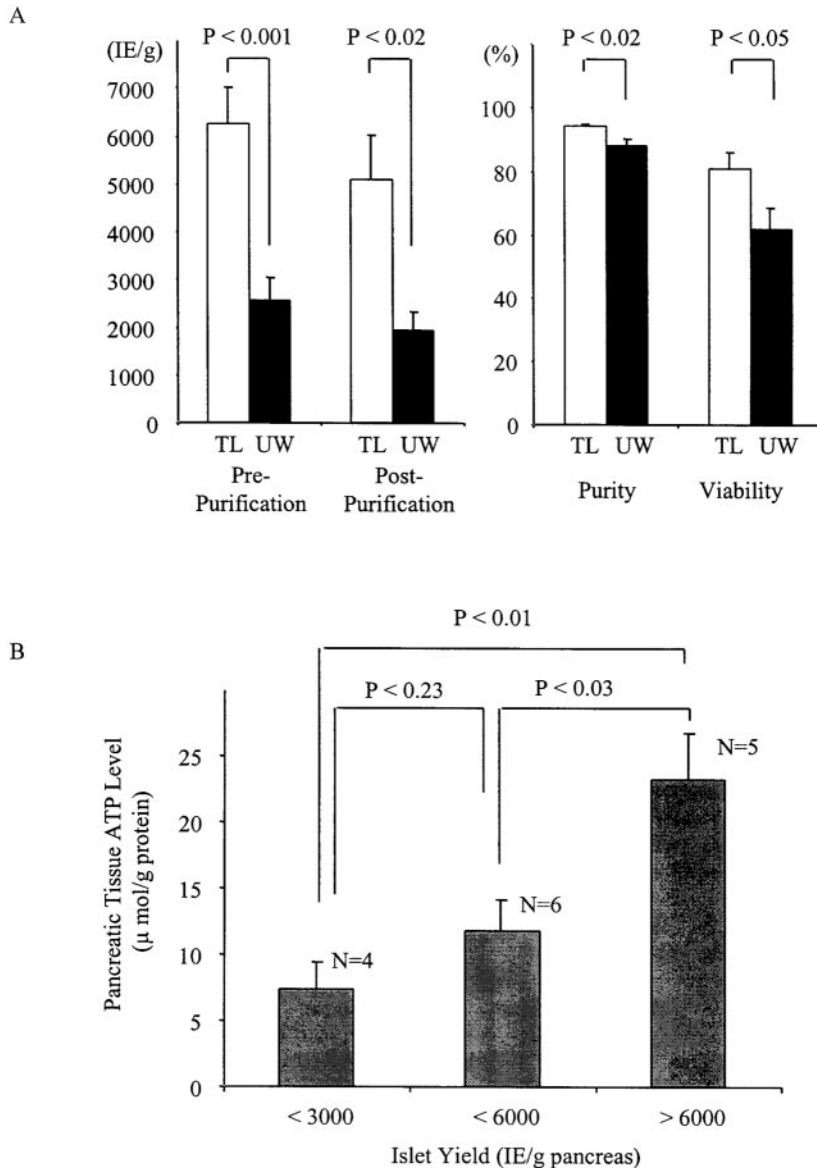 A
(IE/g)
P < 0.001
P < 0.02
7000
6000
5000
4000
3000
2000
1000
0
TL UW
TL UW
Pre-
Purification
Post-
Purification
(%)
P < 0.02
P < 0.05
100
80
60
40
20
0
TL UW
TL UW
Purity
Viability
B
P < 0.01
P < 0.23
P < 0.03
Pancreatic Tissue ATP Level
(μ mol/g protein)
25
20
15
10
5
0
N=4
N=6
N=5
< 3000
< 6000
> 6000
Islet Yield (IE/g pancreas)